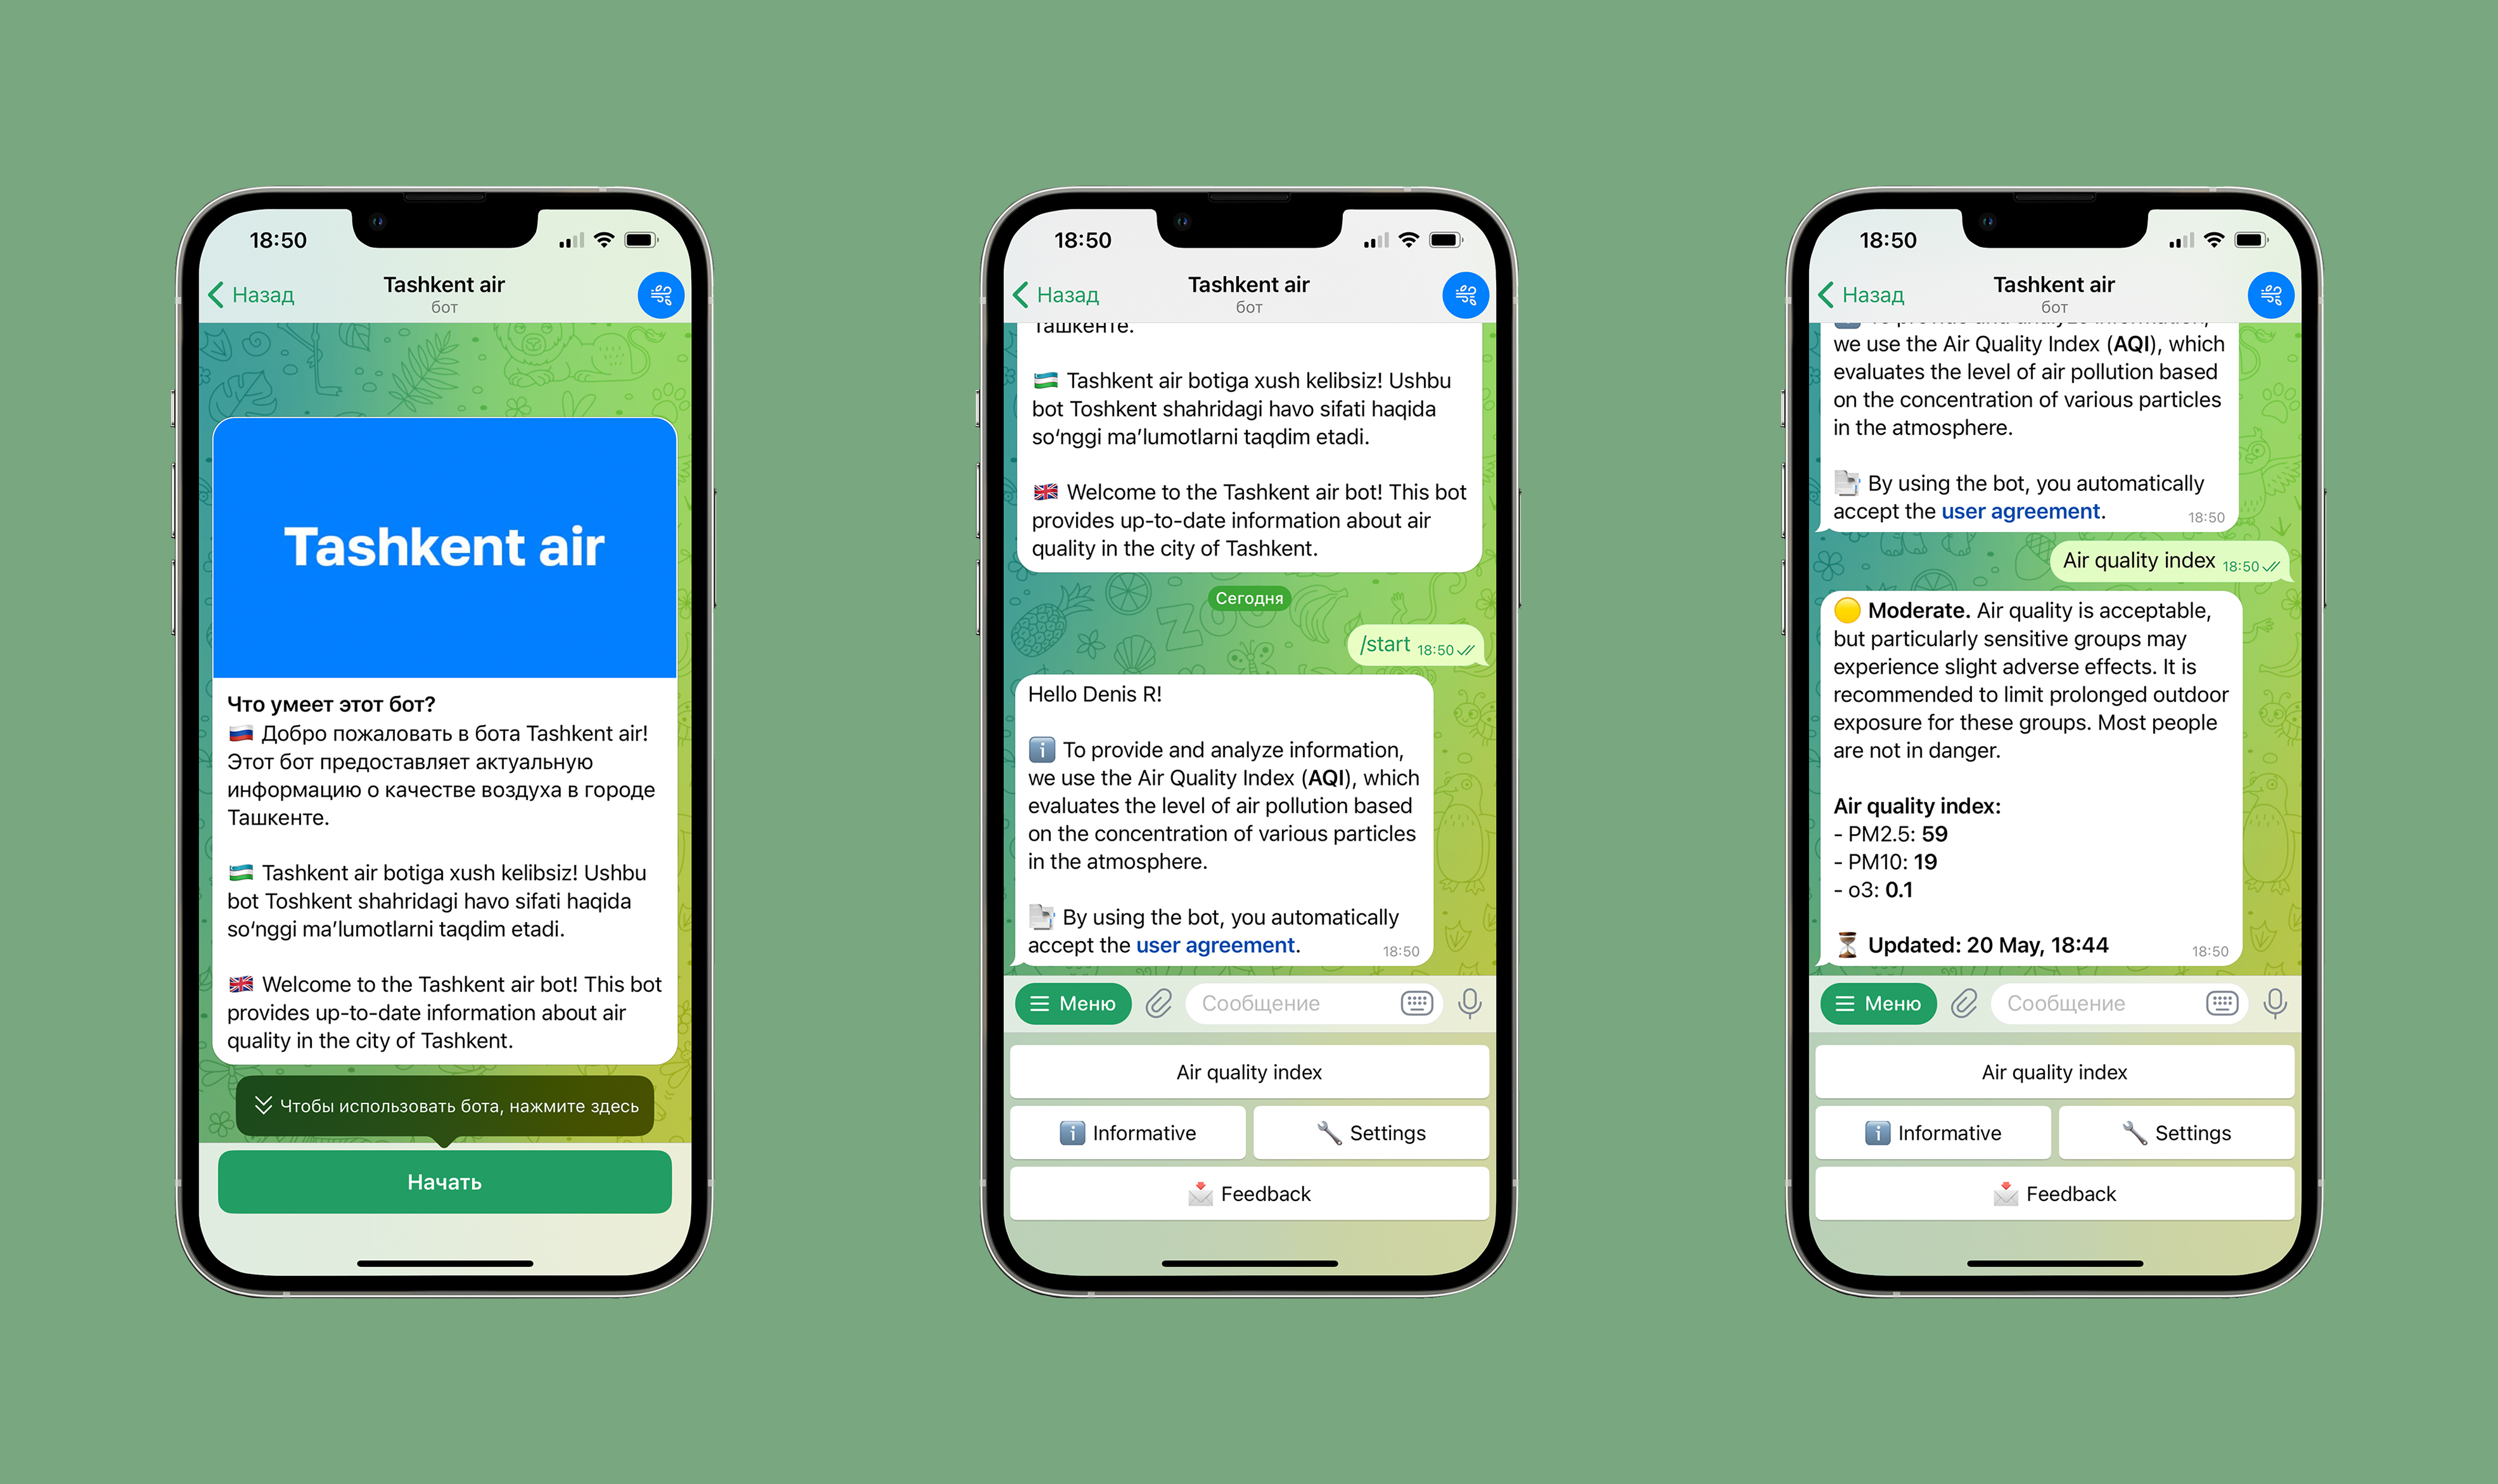 18:50
Назад
Tashkent air
бот
Tashkent air
Что умеет этот бот?
🇷🇺 Добро пожаловать в бота Tashkent air!
Этот бот предоставляет актуальную
информацию о качестве воздуха в городе
Ташкенте.
🇺🇿 Tashkent air botiga xush kelibsiz! Ushbu
bot Toshkent shahridagi havo sifati haqida
so‘nggi ma’lumotlarni taqdim etadi.
🇬🇧 Welcome to the Tashkent air bot! This bot
provides up-to-date information about air
quality in the city of Tashkent.
Чтобы использовать бота, нажмите здесь
Начать
18:50
Назад
Tashkent air
бот
Ташкенте.
🇺🇿 Tashkent air botiga xush kelibsiz! Ushbu
bot Toshkent shahridagi havo sifati haqida
so‘nggi ma’lumotlarni taqdim etadi.
🇬🇧 Welcome to the Tashkent air bot! This bot
provides up-to-date information about air
quality in the city of Tashkent.
Сегодня
/start 18:50
Hello Denis R!
ℹ️ To provide and analyze information,
we use the Air Quality Index (AQI), which
evaluates the level of air pollution based
on the concentration of various particles
in the atmosphere.
By using the bot, you automatically
accept the user agreement. 18:50
Меню
Сообщение
Air quality index
ℹ️ Informative
🔧 Settings
📩 Feedback
18:50
Назад
Tashkent air
бот
To provide and analyze information,
we use the Air Quality Index (AQI), which
evaluates the level of air pollution based
on the concentration of various particles
in the atmosphere.
By using the bot, you automatically
accept the user agreement. 18:50
Air quality index 18:50
🟡 Moderate. Air quality is acceptable,
but particularly sensitive groups may
experience slight adverse effects. It is
recommended to limit prolonged outdoor
exposure for these groups. Most people
are not in danger.
Air quality index:
- PM2.5: 59
- PM10: 19
- o3: 0.1
⏳ Updated: 20 May, 18:44 18:50
Меню
Сообщение
Air quality index
ℹ️ Informative
🔧 Settings
📩 Feedback